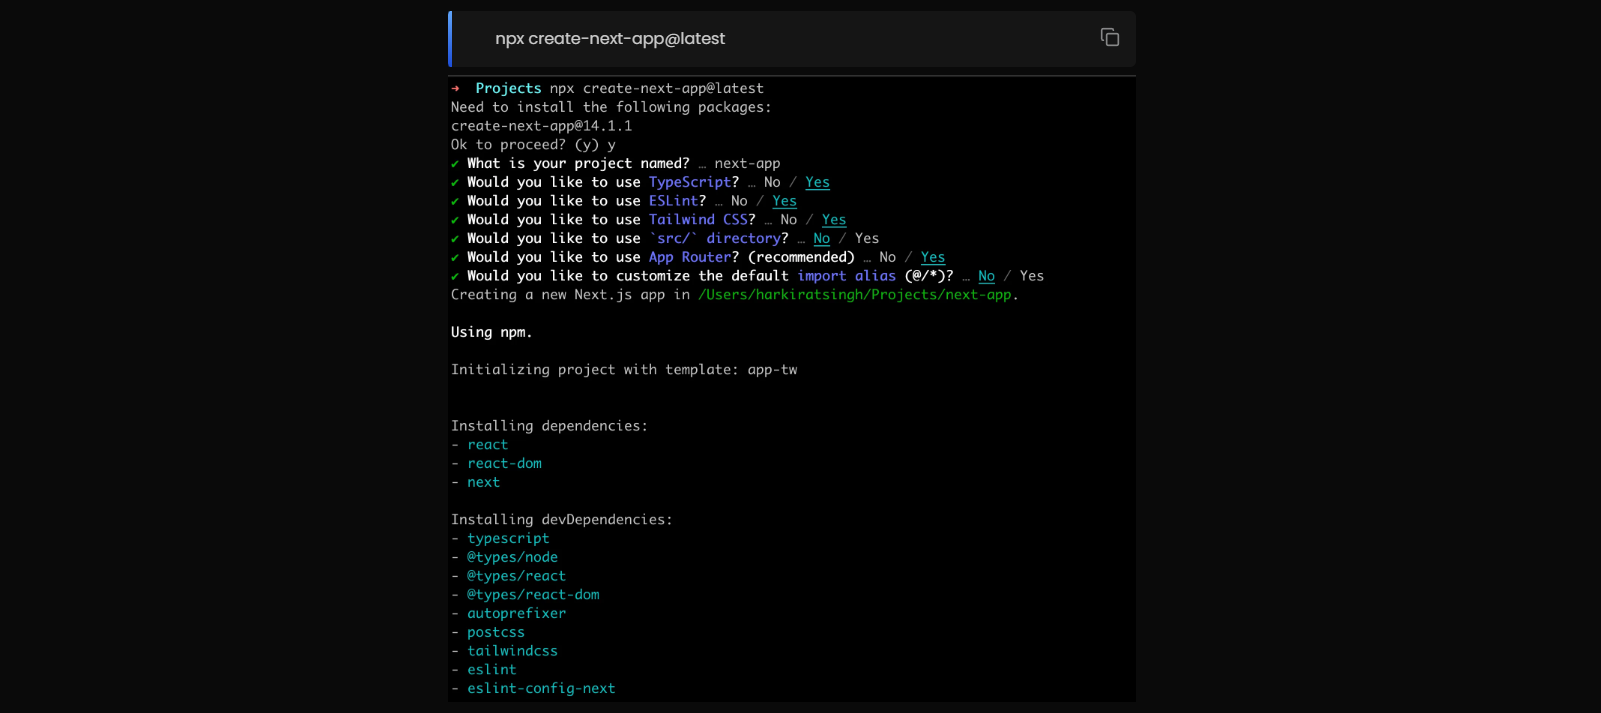 npx create-next-app@latest
→ Projects npx create-next-app@latest
Need to install the following packages:
create-next-app@14.1.1
Ok to proceed? (y) y
✔ What is your project named? … next-app
✔ Would you like to use TypeScript? … No / Yes
✔ Would you like to use ESLint? … No / Yes
✔ Would you like to use Tailwind CSS? … No / Yes
✔ Would you like to use `src/` directory? … No / Yes
✔ Would you like to use App Router? (recommended) … No / Yes
✔ Would you like to customize the default import alias (@/*)? … No / Yes
Creating a new Next.js app in /Users/harkiratsingh/Projects/next-app.
Using npm.
Initializing project with template: app-tw
Installing dependencies:
- react
- react-dom
- next
Installing devDependencies:
- typescript
- @types/node
- @types/react
- @types/react-dom
- autoprefixer
- postcss
- tailwindcss
- eslint
- eslint-config-next